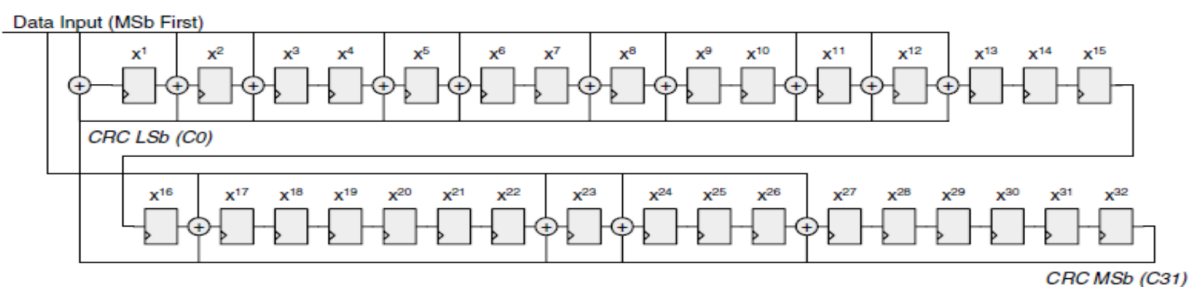 Data Input (MSb First)
x¹ x² x³ x⁴ x⁵ x⁶ x⁷ x⁸ x⁹ x¹⁰ x¹¹ x¹² x¹³ x¹⁴ x¹⁵
+ + + + + + + + + + +
CRC LSb (C0)
x¹⁶ x¹⁷ x¹⁸ x¹⁹ x²⁰ x²¹ x²² x²³ x²⁴ x²⁵ x²⁶ x²⁷ x²⁸ x²⁹ x³⁰ x³¹ x³²
+ + + +
CRC MSb (C31)